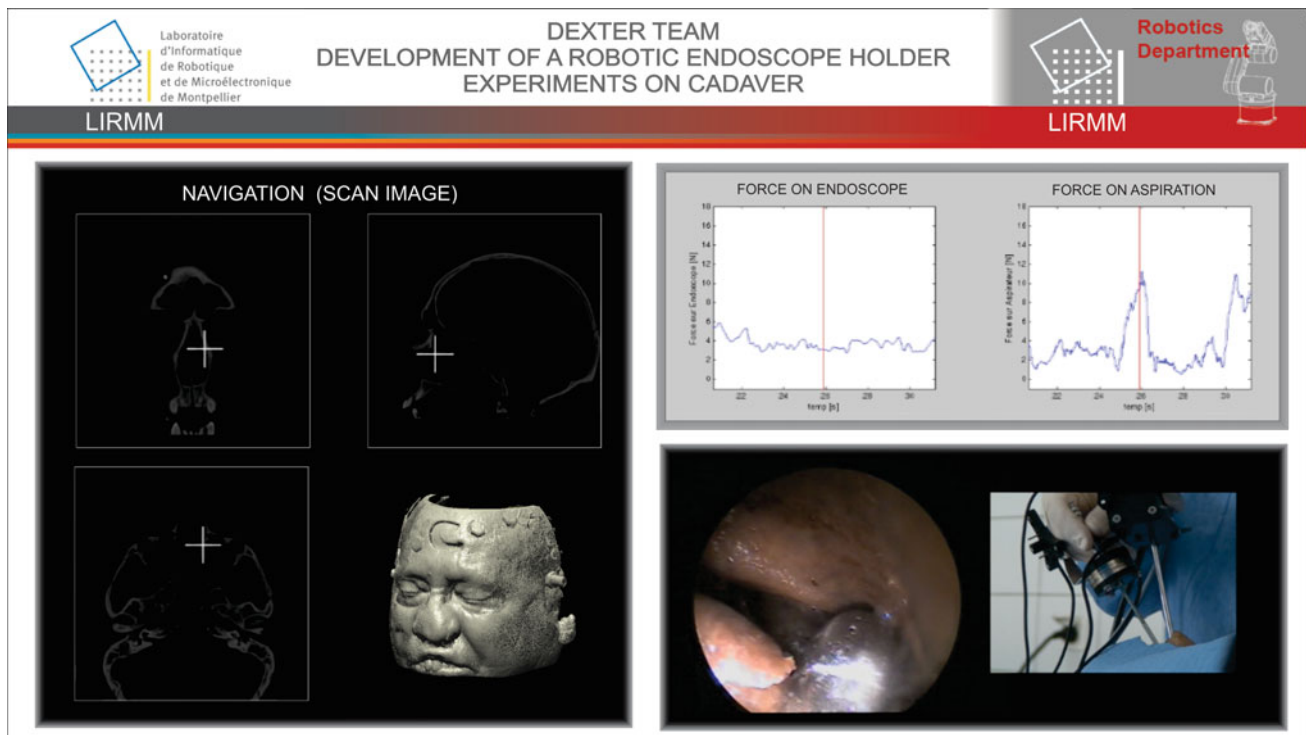 Laboratoire
d'Informatique
de Robotique
et de Microélectronique
de Montpellier
LIRMM
DEXTER TEAM
DEVELOPMENT OF A ROBOTIC ENDOSCOPE HOLDER
EXPERIMENTS ON CADAVER
Robotics
Department
LIRMM
NAVIGATION (SCAN IMAGE)
FORCE ON ENDOSCOPE
Force sur Endoscope [N]
18
16
14
12
10
8
6
4
2
0
22 24 26 28 30
temp [s]
FORCE ON ASPIRATION
Force sur Aspirateur [N]
18
16
14
12
10
8
6
4
2
0
22 24 26 28 30
temp [s]